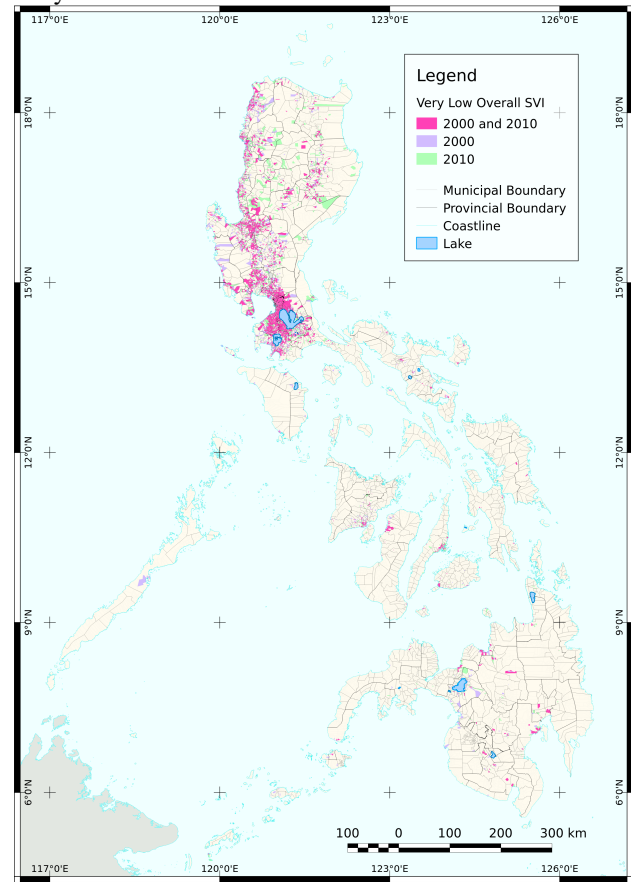 117°0'E 120°0'E 123°0'E 126°0'E
Legend
Very Low Overall SVI
2000 and 2010
2000
2010
Municipal Boundary
Provincial Boundary
Coastline
Lake
18°0'N 18°0'N
15°0'N 15°0'N
12°0'N 12°0'N
9°0'N 9°0'N
6°0'N 6°0'N
100 0 100 200 300 km
117°0'E 120°0'E 123°0'E 126°0'E